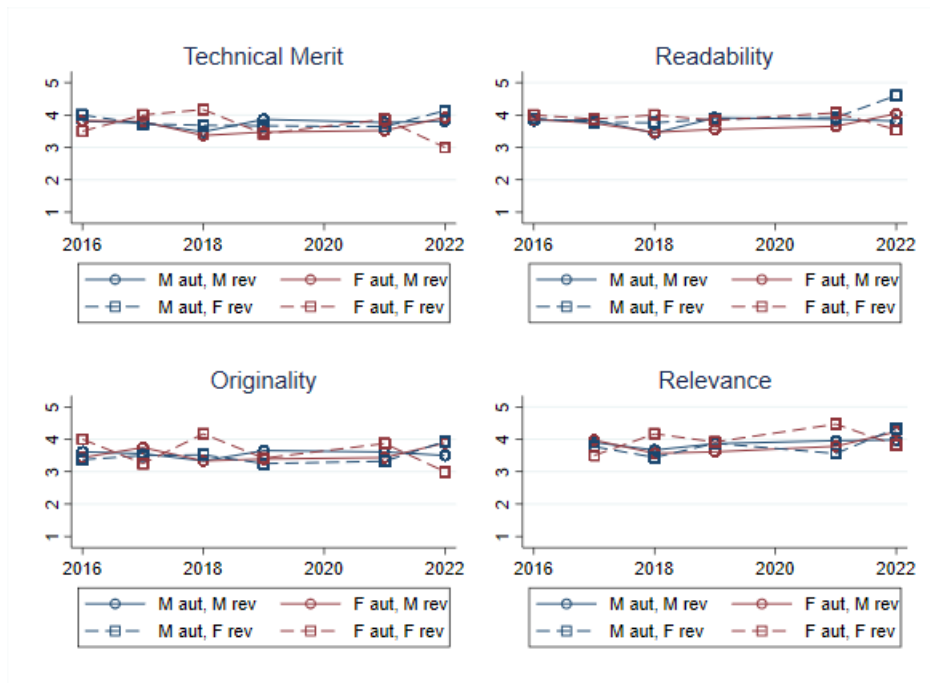 Technical Merit
5
4
3
2
1
2016 2018 2020 2022
M aut, M rev F aut, M rev
M aut, F rev F aut, F rev
Readability
5
4
3
2
1
2016 2018 2020 2022
M aut, M rev F aut, M rev
M aut, F rev F aut, F rev
Originality
5
4
3
2
1
2016 2018 2020 2022
M aut, M rev F aut, M rev
M aut, F rev F aut, F rev
Relevance
5
4
3
2
1
2016 2018 2020 2022
M aut, M rev F aut, M rev
M aut, F rev F aut, F rev